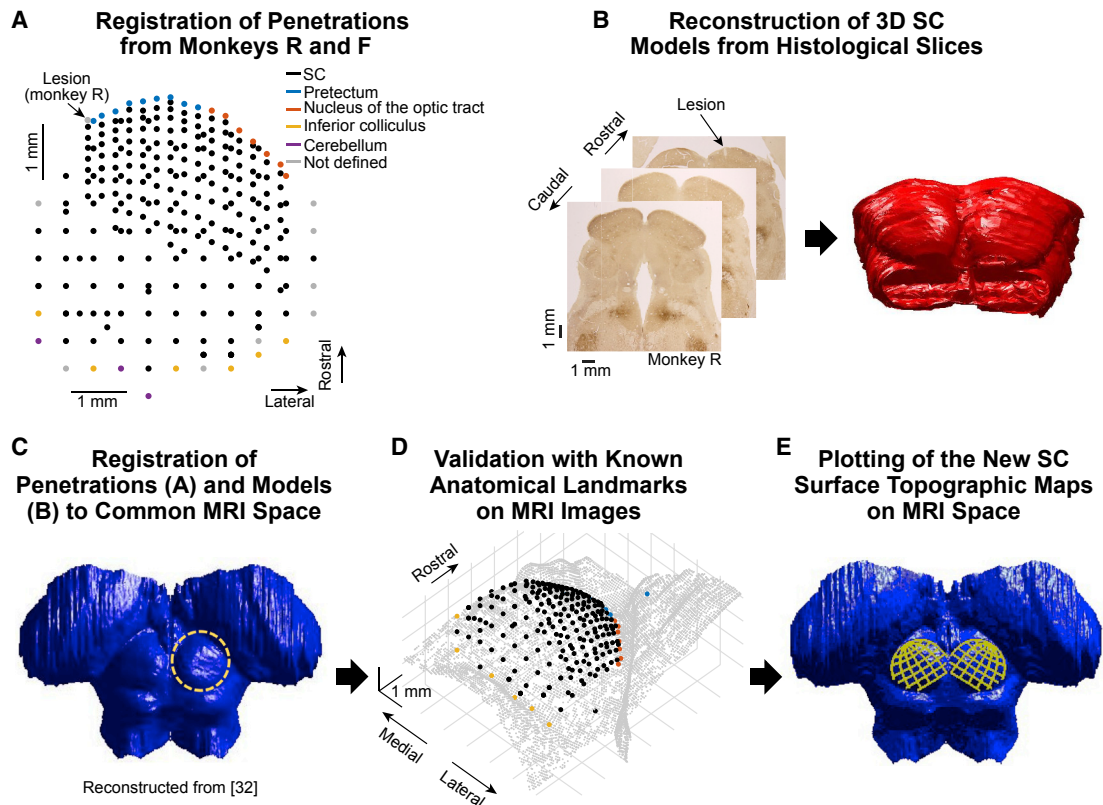 A
Registration of Penetrations
from Monkeys R and F
Lesion
(monkey R)
SC
Pretectum
Nucleus of the optic tract
Inferior colliculus
Cerebellum
Not defined
1 mm
1 mm
Lateral
Rostral
B
Reconstruction of 3D SC
Models from Histological Slices
Lesion
Rostral
Caudal
1 mm
1 mm
Monkey R
C
Registration of
Penetrations (A) and Models
(B) to Common MRI Space
Reconstructed from [32]
D
Validation with Known
Anatomical Landmarks
on MRI Images
Rostral
1 mm
Medial
Lateral
E
Plotting of the New SC
Surface Topographic Maps
on MRI Space